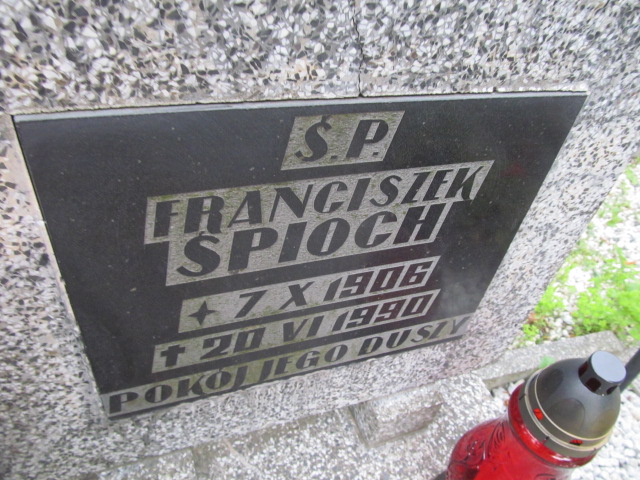 Ś.P.
FRANCISZEK
ŚPIOCH
7 X 1906
✝ 20 VI 1990
POKÓJ JEGO DUSZY